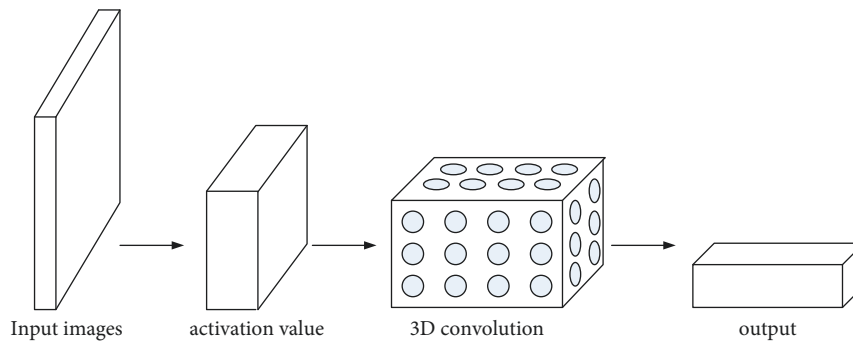 Input images
activation value
3D convolution
output